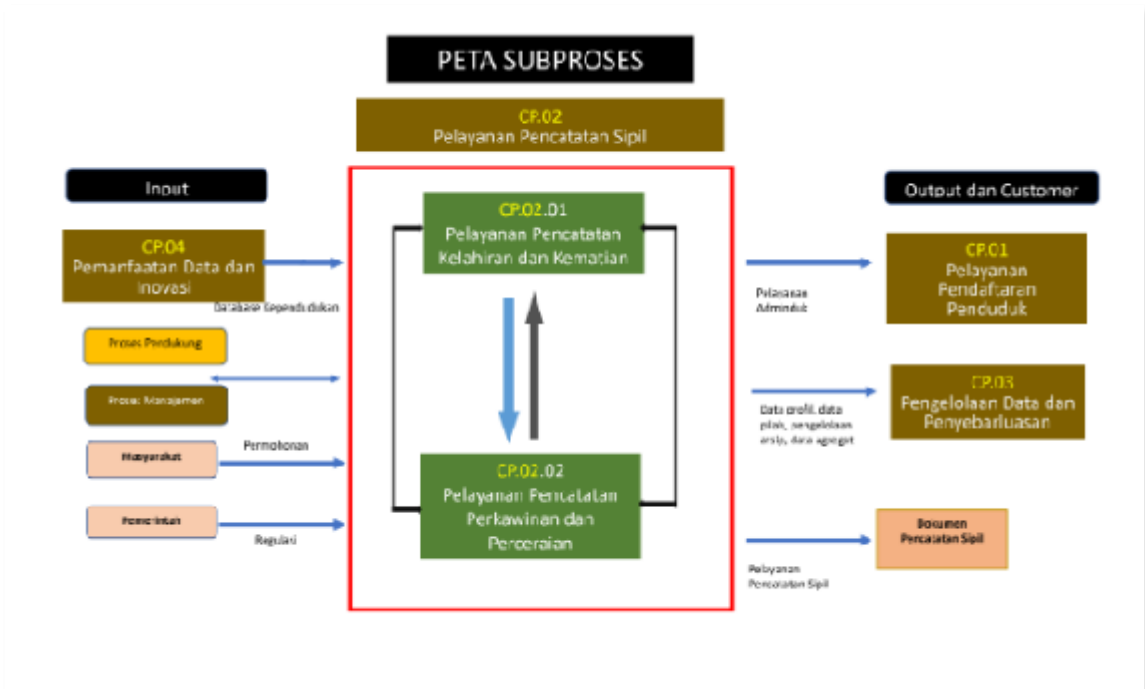 PETA SUBPROSES
CP.02
Pelayanan Pencatatan Sipil
Input
Output dan Customer
CP.04
Pemanfaatan Data dan
Inovasi
Database Kependudukan
Proses Pendukung
Proses Manajemen
Masyarakat
Permohonan
Pemerintah
Regulasi
CP.02.01
Pelayanan Pencatatan
Kelahiran dan Kematian
CP.02.02
Pelayanan Pencatatan
Perkawinan dan
Perceraian
Pelayanan
Adminduk
CP.01
Pelayanan
Pendaftaran
Penduduk
Data profil, data
pilah, pengelolaan
arsip, data agregat
CP.03
Pengelolaan Data dan
Penyebarluasan
Pelayanan
Pencatatan Sipil
Dokumen
Pencatatan Sipil